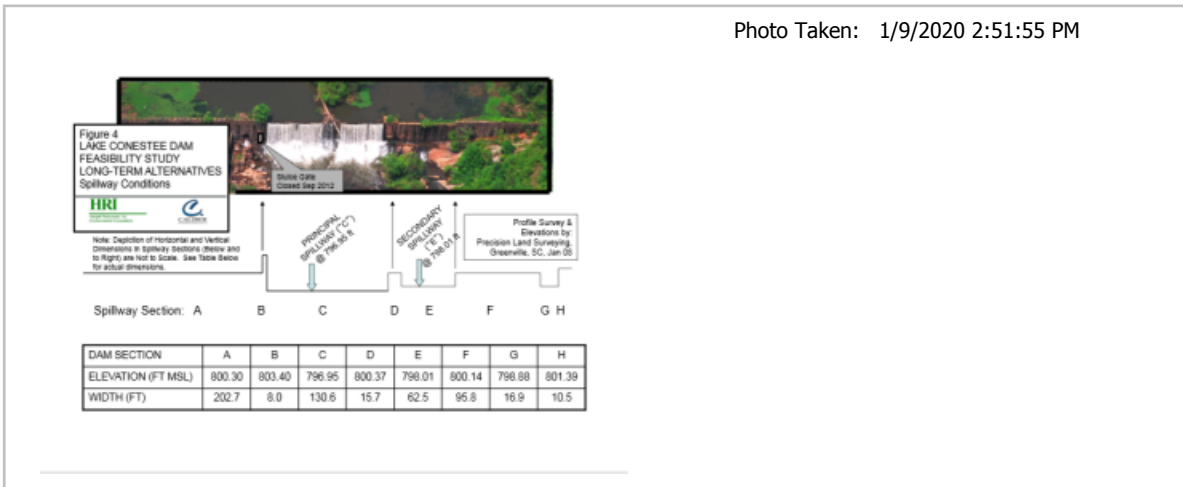 Photo Taken: 1/9/2020 2:51:55 PM
Figure 4
LAKE CONESTEE DAM
FEASIBILITY STUDY
LONG-TERM ALTERNATIVES
Spillway Conditions
HRI
CALIBER
Sluice Gate
Closed Sep 2012
Note: Depiction of Horizontal and Vertical
Dimensions in Spillway Sections (Below and
to Right) are Not to Scale. See Table Below
for actual dimensions.
PRINCIPAL
SPILLWAY ("C")
@ 796.95 ft
SECONDARY
SPILLWAY
("E")
@ 798.01 ft
Profile Survey &
Elevations by:
Precision Land Surveying,
Greenville, SC, Jan 08
Spillway Section: A B C D E F G H
DAM SECTION A B C D E F G H
ELEVATION (FT MSL) 800.30 803.40 796.95 800.37 798.01 800.14 798.88 801.39
WIDTH (FT) 202.7 8.0 130.6 15.7 62.5 95.8 16.9 10.5